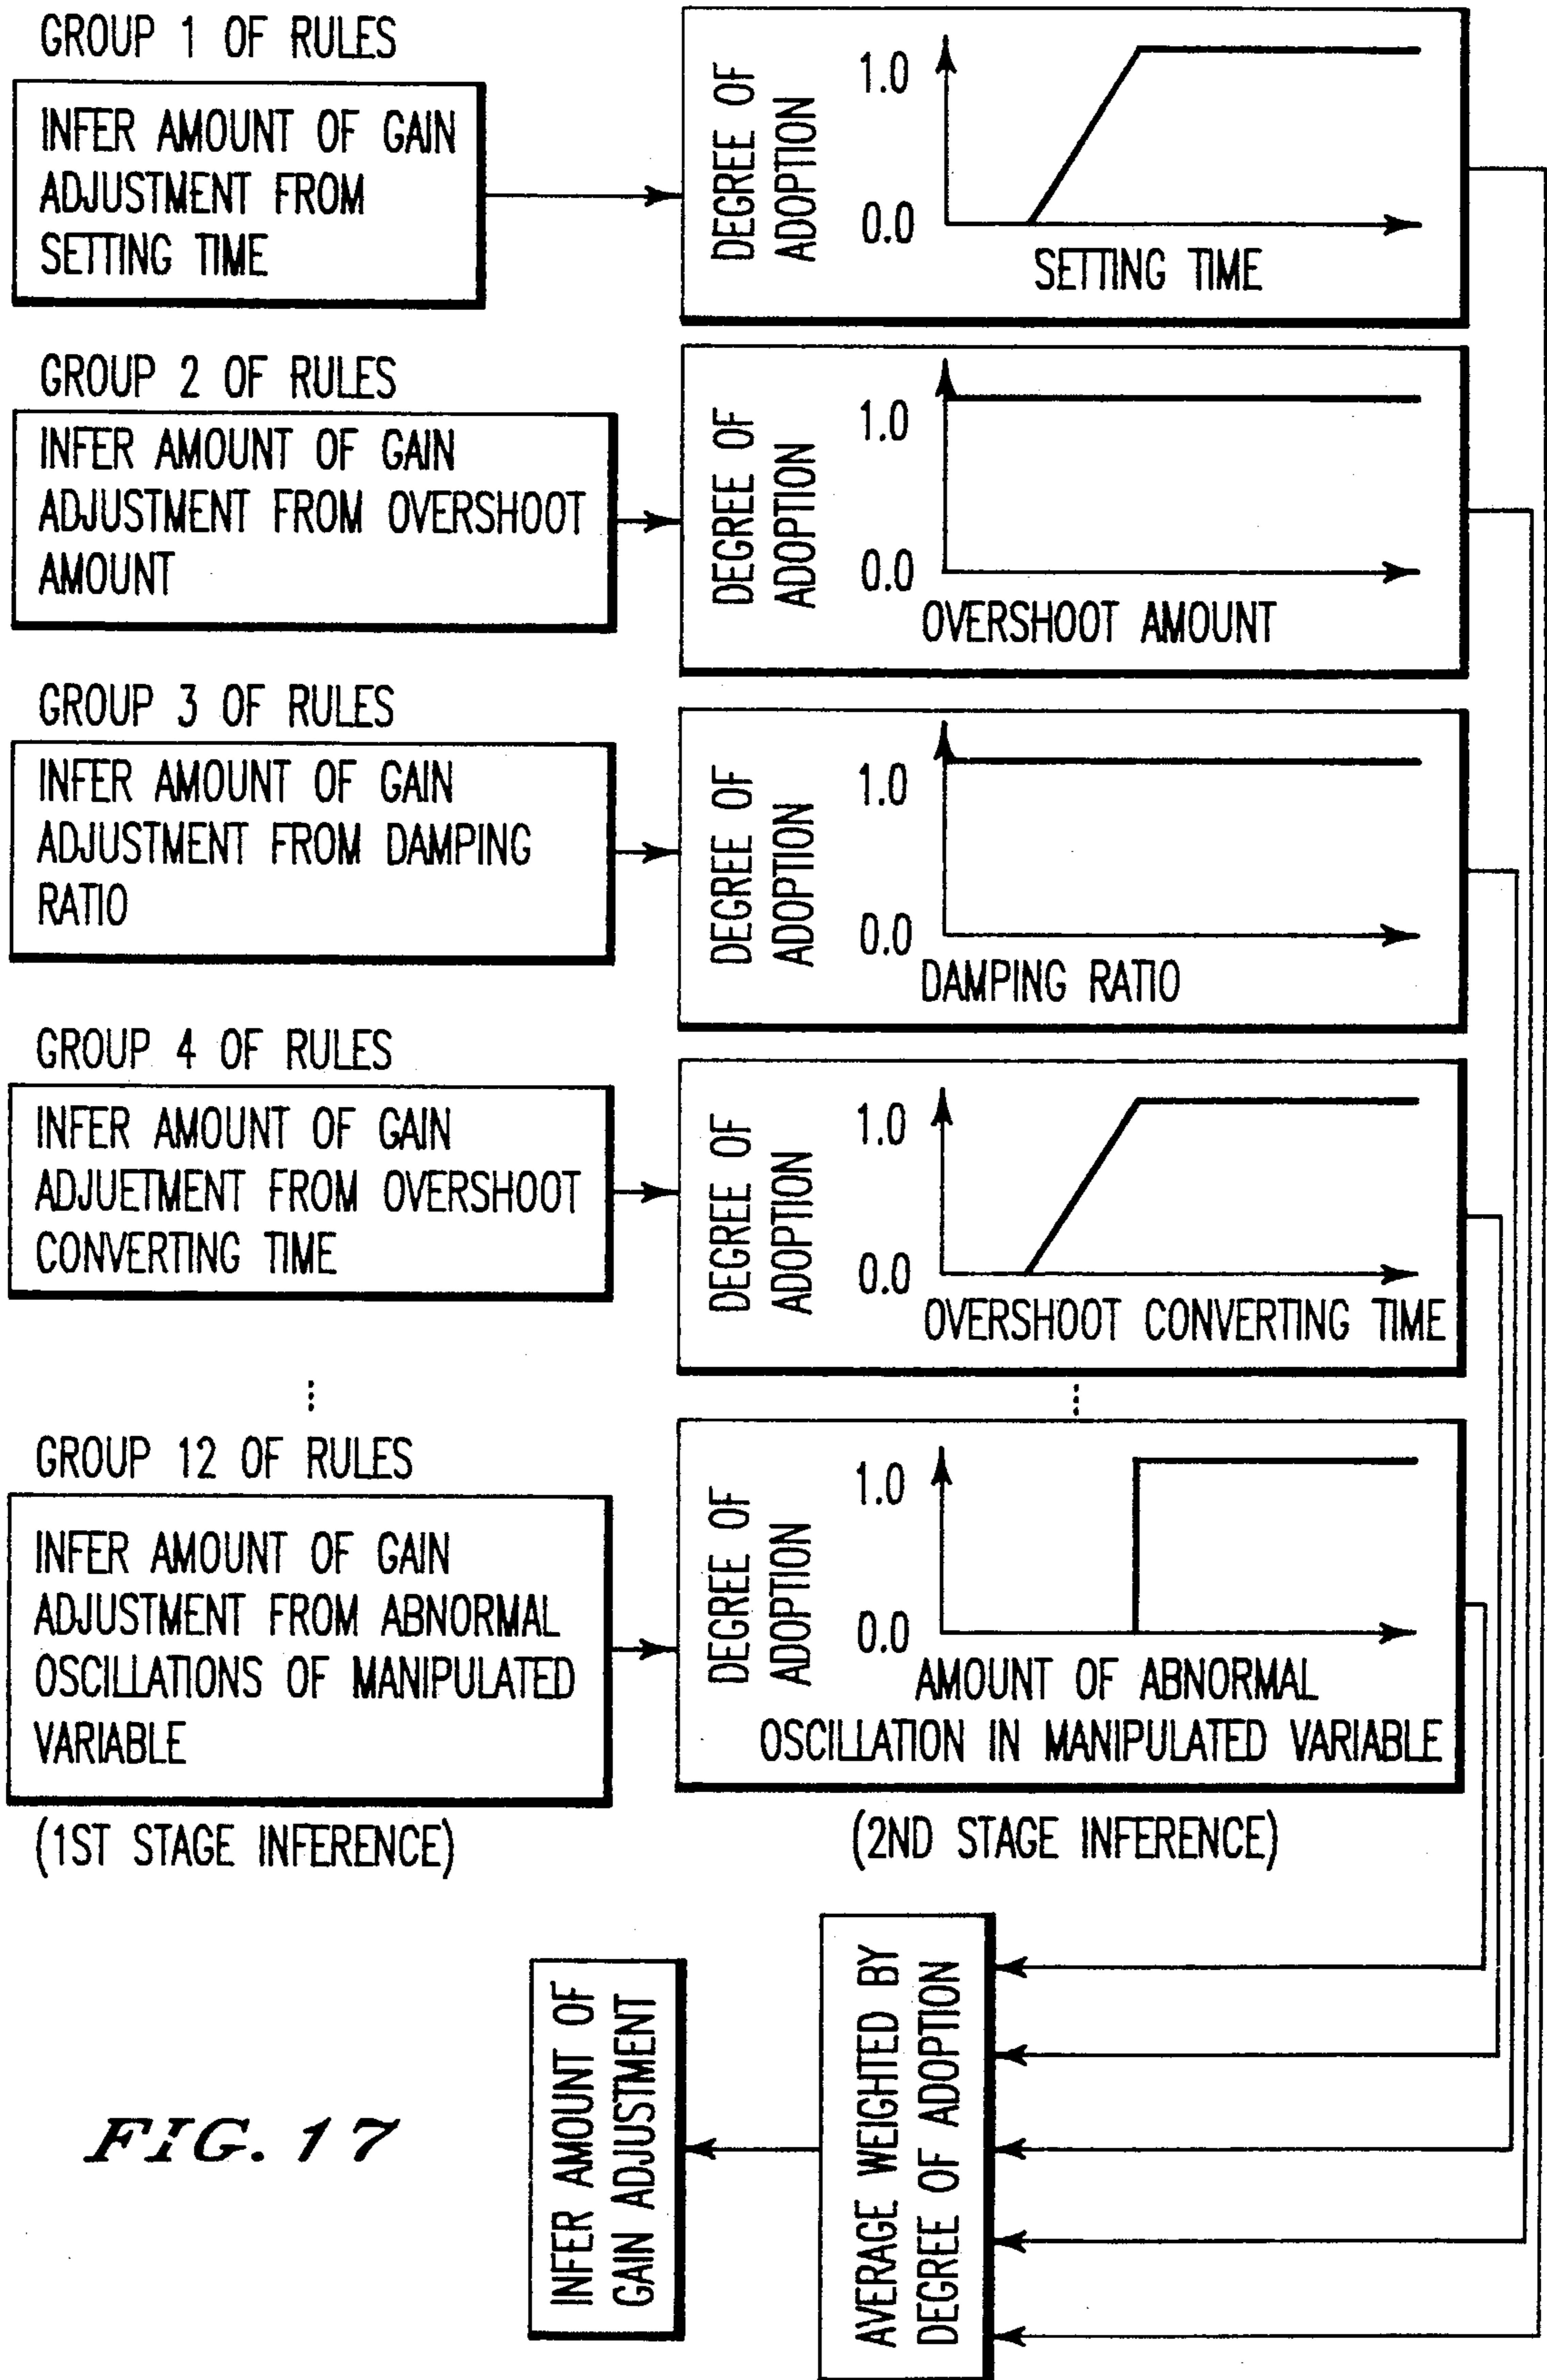 GROUP 1 OF RULES
INFER AMOUNT OF GAIN
ADJUSTMENT FROM
SETTING TIME
DEGREE OF
ADOPTION
1.0
0.0
SETTING TIME
GROUP 2 OF RULES
INFER AMOUNT OF GAIN
ADJUSTMENT FROM OVERSHOOT
AMOUNT
DEGREE OF
ADOPTION
1.0
0.0
OVERSHOOT AMOUNT
GROUP 3 OF RULES
INFER AMOUNT OF GAIN
ADJUSTMENT FROM DAMPING
RATIO
DEGREE OF
ADOPTION
1.0
0.0
DAMPING RATIO
GROUP 4 OF RULES
INFER AMOUNT OF GAIN
ADJUETMENT FROM OVERSHOOT
CONVERTING TIME
DEGREE OF
ADOPTION
1.0
0.0
OVERSHOOT CONVERTING TIME
GROUP 12 OF RULES
INFER AMOUNT OF GAIN
ADJUSTMENT FROM ABNORMAL
OSCILLATIONS OF MANIPULATED
VARIABLE
DEGREE OF
ADOPTION
1.0
0.0
AMOUNT OF ABNORMAL
OSCILLATION IN MANIPULATED VARIABLE
(1ST STAGE INFERENCE)
(2ND STAGE INFERENCE)
INFER AMOUNT OF
GAIN ADJUSTMENT
AVERAGE WEIGHTED BY
DEGREE OF ADOPTION
FIG. 17